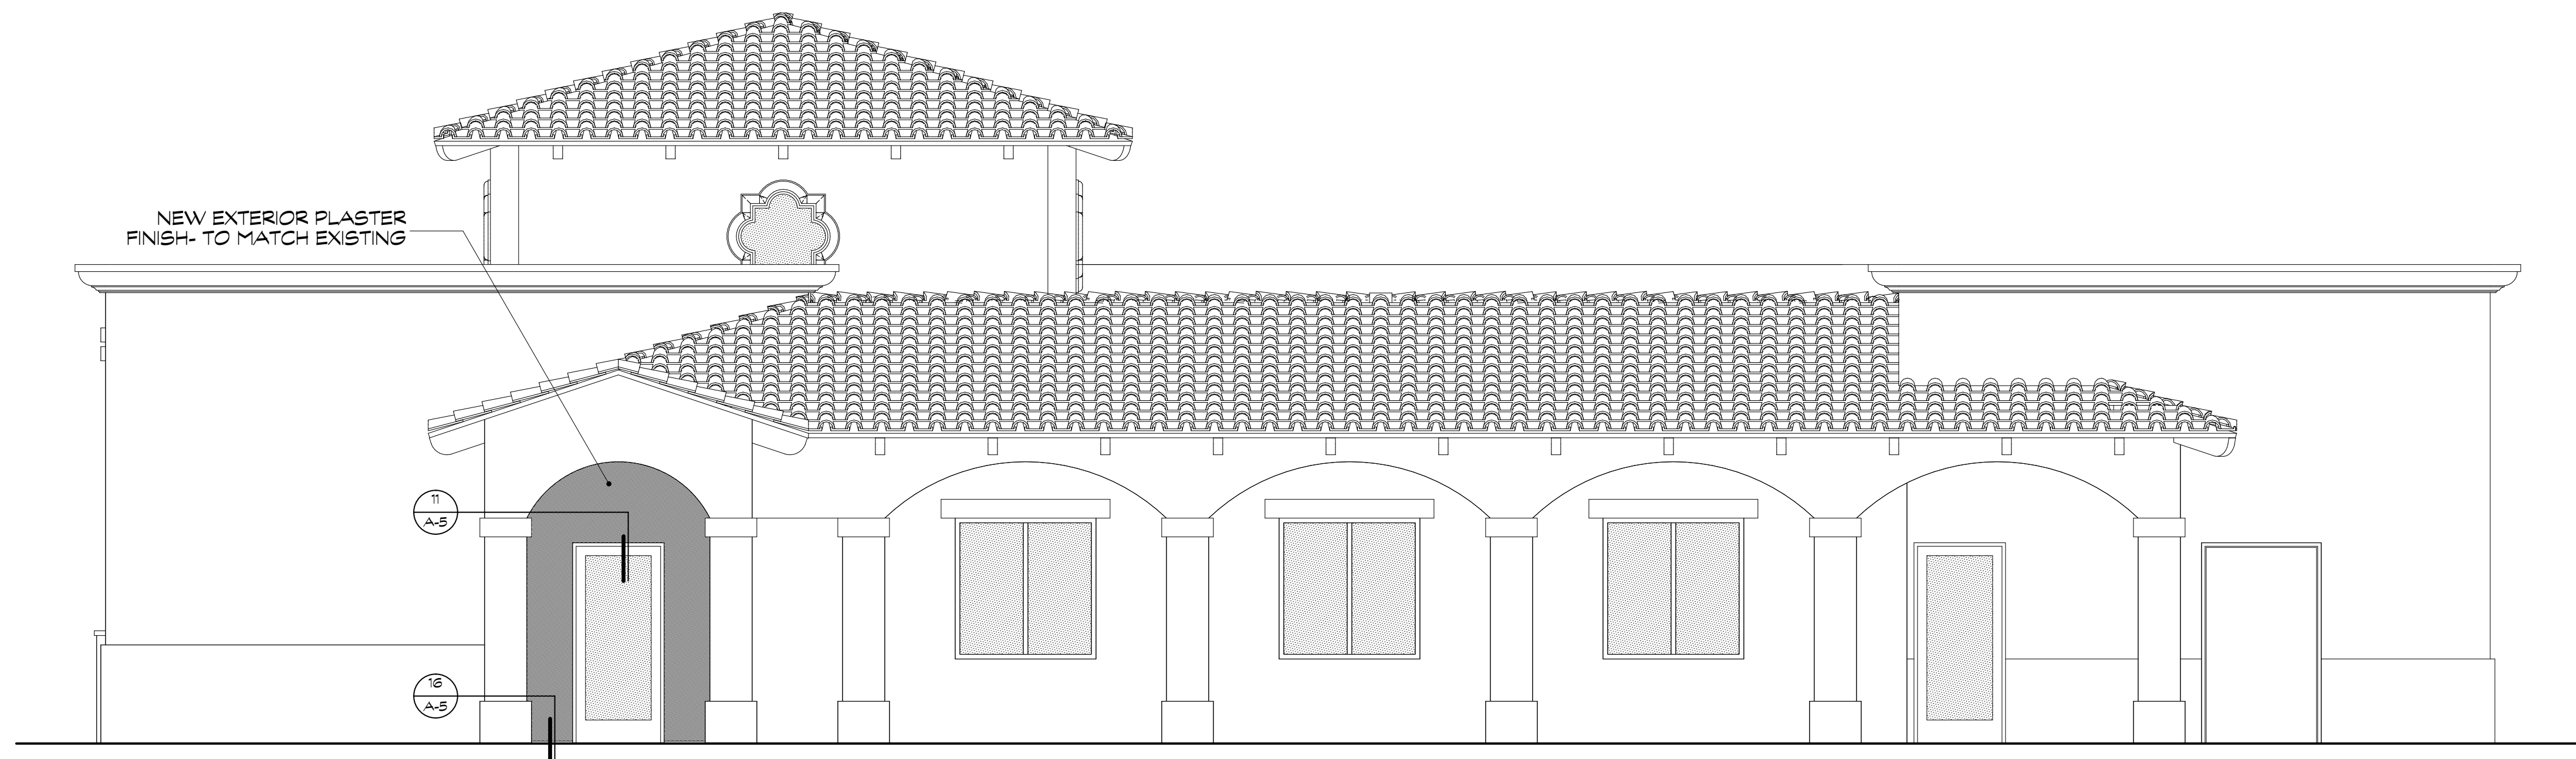 NEW EXTERIOR PLASTER
FINISH- TO MATCH EXISTING
11
A-5
16
A-5